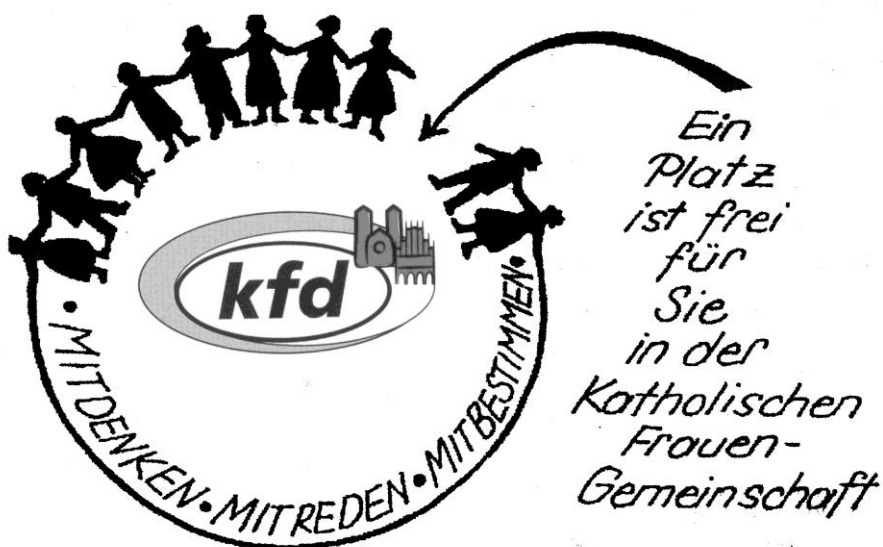 kfd
• MITDENKEN • MITREDEN • MITBESTIMMEN •
Ein
Platz
ist frei
für
Sie
in der
Katholischen
Frauen-
Gemeinschaft